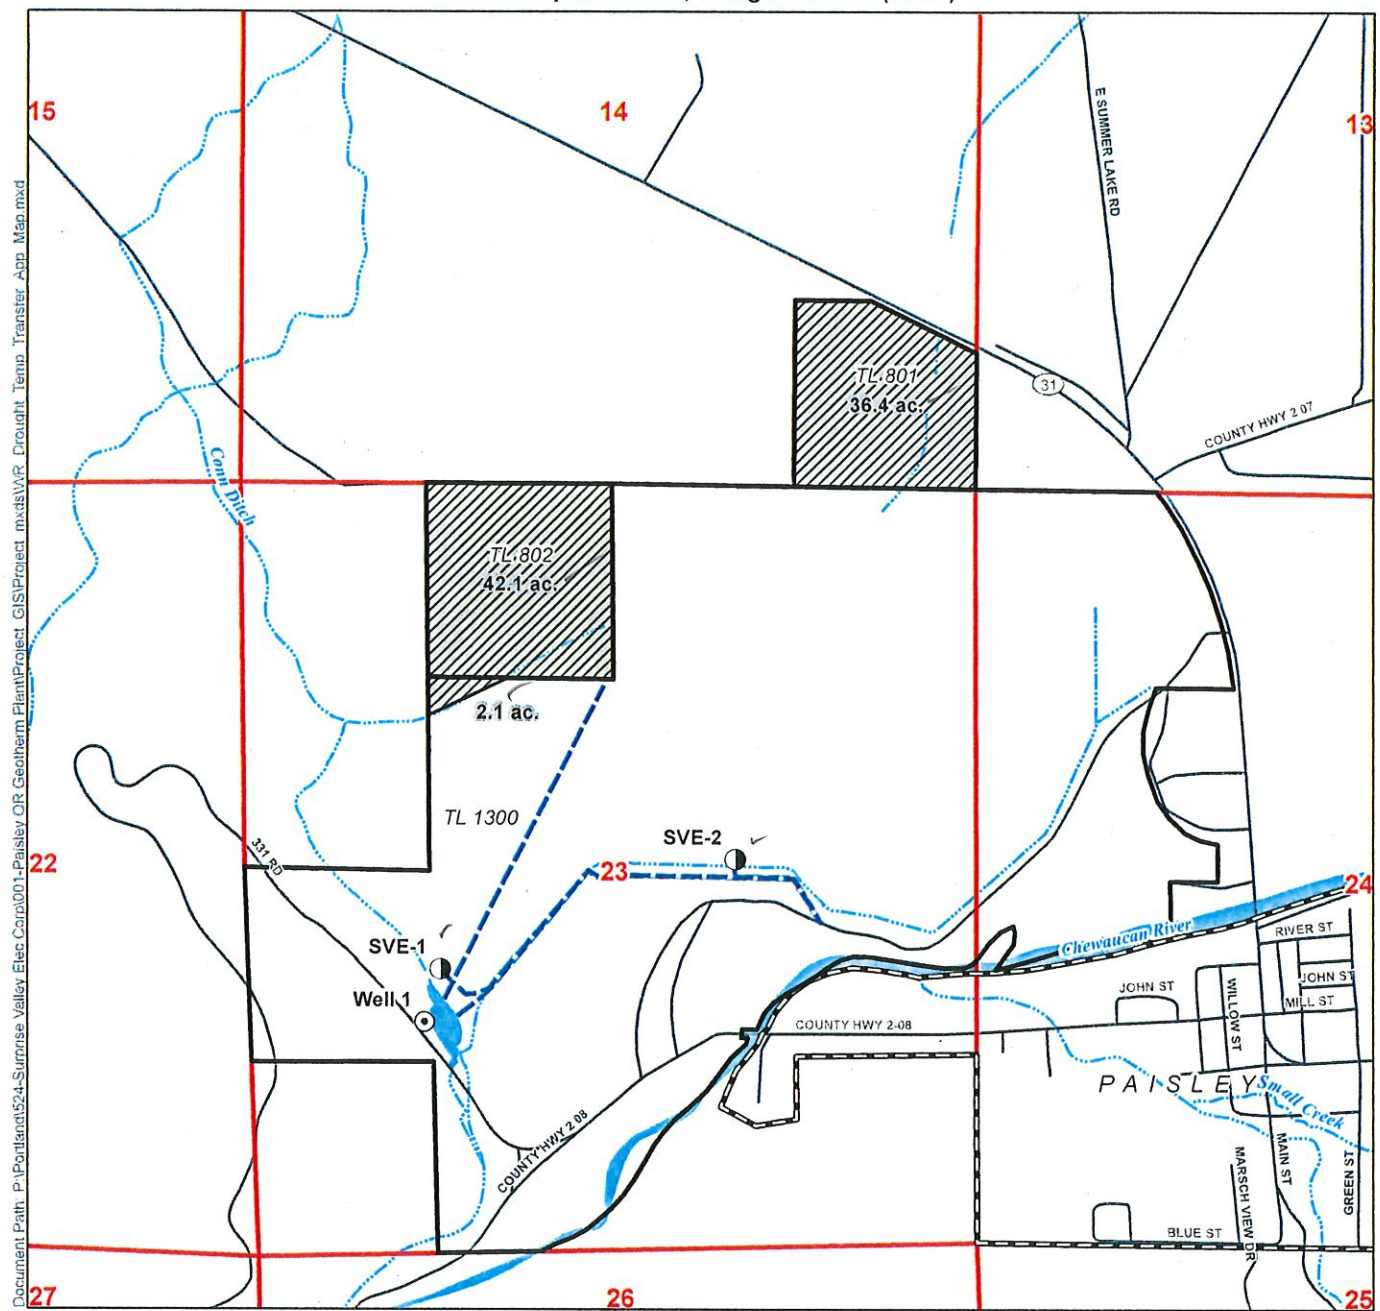 15
14
13
E SUMMER LAKE RD
TL 801
36.4 ac.
31
COUNTY HWY 2 07
Conn Ditch
TL 802
42.1 ac.
2.1 ac.
TL 1300
SVE-2
22
331 RD
23
24
SVE-1
Chewaucan River
RIVER ST
Well 1
JOHN ST
JOHN ST
WILLOW ST
MILL ST
COUNTY HWY 2-08
PAISLEY
Small Creek
COUNTY HWY 2 08
MAIN ST
MARSCH VIEW DR
GREEN ST
BLUE ST
27
26
25
Document Path: P:\Portland\524-Surprise Valley Elec Corp\001-Paisley OR Geotherm Plant\Project_GIS\Project_mxds\WR_Drought_Temp_Transfer_App_Map.mxd